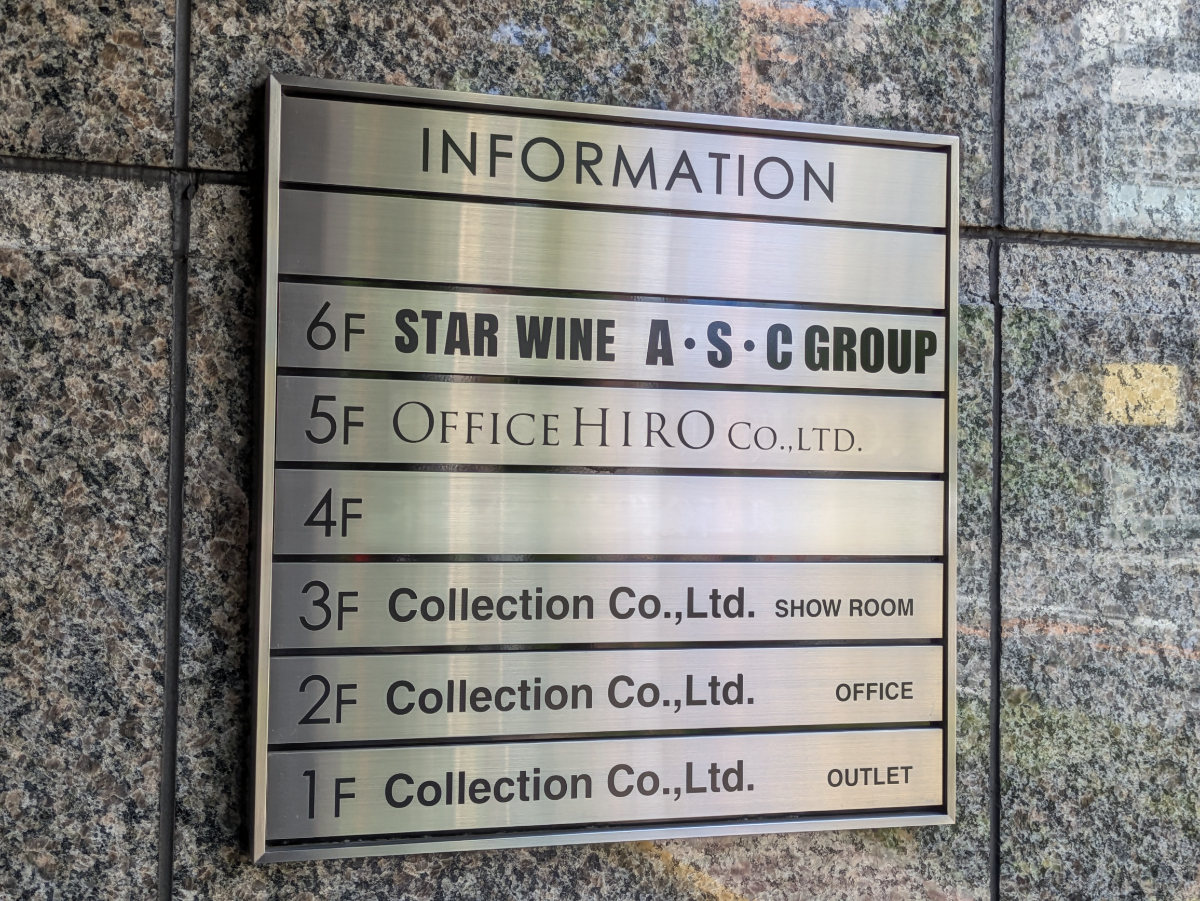 INFORMATION
6F STAR WINE A・S・C GROUP
5F OFFICE HIRO CO.,LTD.
4F
3F Collection Co.,Ltd. SHOW ROOM
2F Collection Co.,Ltd. OFFICE
1F Collection Co.,Ltd. OUTLET